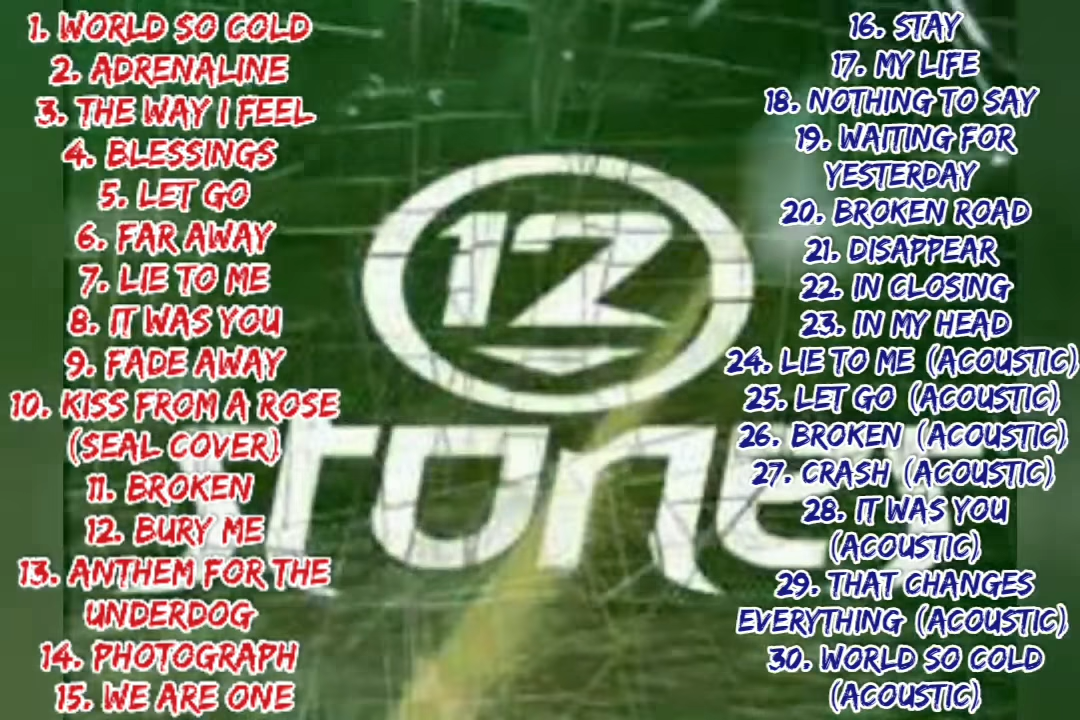 1. WORLD SO COLD
2. ADRENALINE
3. THE WAY I FEEL
4. BLESSINGS
5. LET GO
6. FAR AWAY
7. LIE TO ME
8. IT WAS YOU
9. FADE AWAY
10. KISS FROM A ROSE
(SEAL COVER)
11. BROKEN
12. BURY ME
13. ANTHEM FOR THE
UNDERDOG
14. PHOTOGRAPH
15. WE ARE ONE
12
stones
16. STAY
17. MY LIFE
18. NOTHING TO SAY
19. WAITING FOR
YESTERDAY
20. BROKEN ROAD
21. DISAPPEAR
22. IN CLOSING
23. IN MY HEAD
24. LIE TO ME (ACOUSTIC)
25. LET GO (ACOUSTIC)
26. BROKEN (ACOUSTIC)
27. CRASH (ACOUSTIC)
28. IT WAS YOU
(ACOUSTIC)
29. THAT CHANGES
EVERYTHING (ACOUSTIC)
30. WORLD SO COLD
(ACOUSTIC)